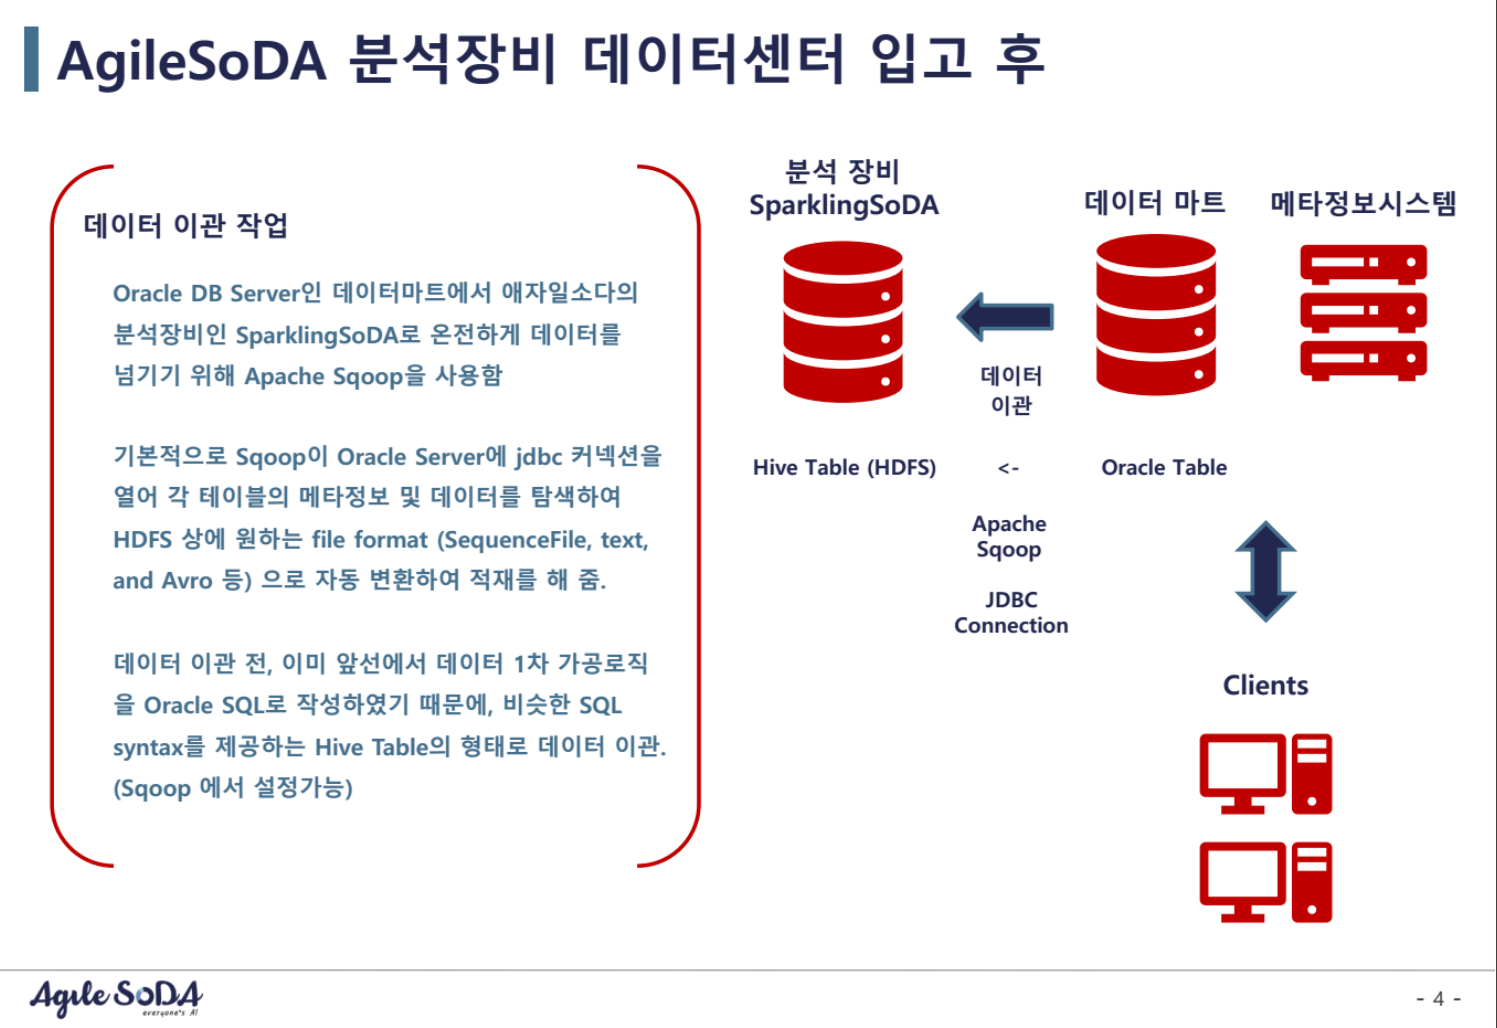 AgileSoDA 분석장비 데이터센터 입고 후
데이터 이관 작업
Oracle DB Server인 데이터마트에서 애자일소다의
분석장비인 SparklingSoDA로 온전하게 데이터를
넘기기 위해 Apache Sqoop을 사용함
기본적으로 Sqoop이 Oracle Server에 jdbc 커넥션을
열어 각 테이블의 메타정보 및 데이터를 탐색하여
HDFS 상에 원하는 file format (SequenceFile, text,
and Avro 등) 으로 자동 변환하여 적재를 해 줌.
데이터 이관 전, 이미 앞선에서 데이터 1차 가공로직
을 Oracle SQL로 작성하였기 때문에, 비슷한 SQL
syntax를 제공하는 Hive Table의 형태로 데이터 이관.
(Sqoop 에서 설정가능)
분석 장비
SparklingSoDA
데이터 마트
메타정보시스템
데이터
이관
Hive Table (HDFS)
<-
Oracle Table
Apache
Sqoop
JDBC
Connection
Clients
Agile SoDA
everyone's AI
- 4 -